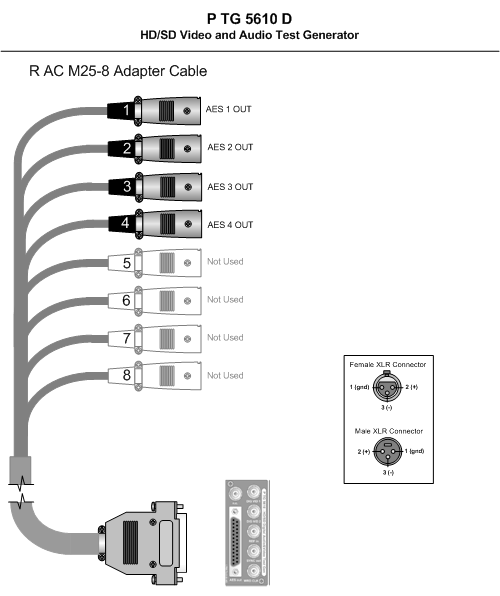 P TG 5610 D
HD/SD Video and Audio Test Generator
R AC M25-8 Adapter Cable
1 AES 1 OUT
2 AES 2 OUT
3 AES 3 OUT
4 AES 4 OUT
5 Not Used
6 Not Used
7 Not Used
8 Not Used
Female XLR Connector
1 (gnd) 2 (+)
3 (-)
Male XLR Connector
2 (+) 1 (gnd)
3 (-)